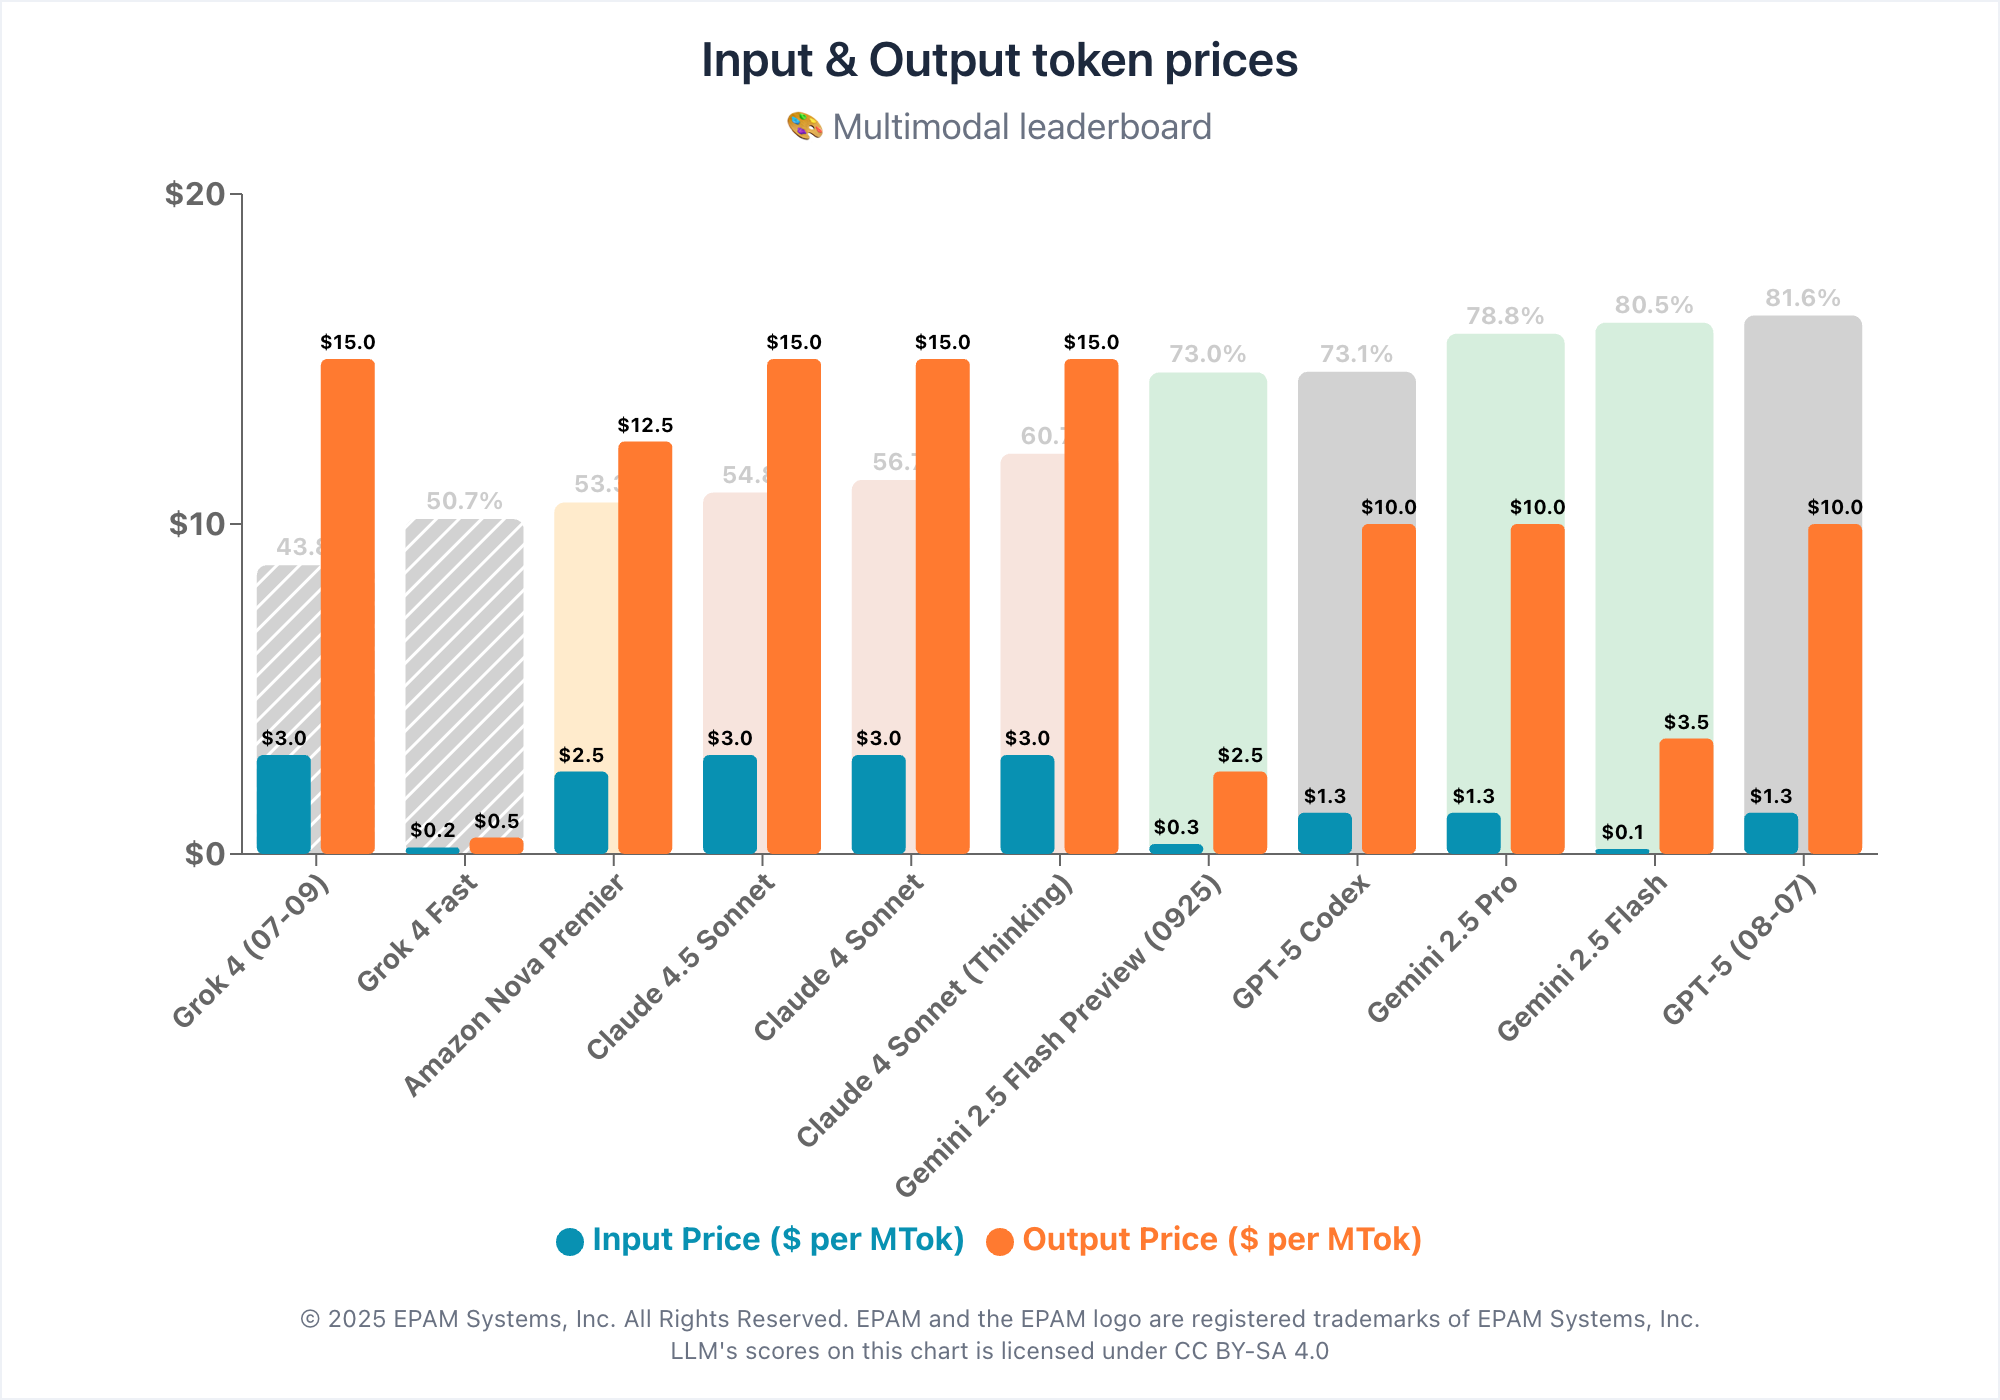 Input & Output token prices
🎨 Multimodal leaderboard
$20
$10
$0
43.8
50.7%
53.3
54.8
56.7
60.7
73.0%
73.1%
78.8%
80.5%
81.6%
$3.0 $15.0
$0.2 $0.5
$2.5 $12.5
$3.0 $15.0
$3.0 $15.0
$3.0 $15.0
$0.3 $2.5
$1.3 $10.0
$1.3 $10.0
$0.1 $3.5
$1.3 $10.0
Grok 4 (07-09)
Grok 4 Fast
Amazon Nova Premier
Claude 4.5 Sonnet
Claude 4 Sonnet
Claude 4 Sonnet (Thinking)
Gemini 2.5 Flash Preview (0925)
GPT-5 Codex
Gemini 2.5 Pro
Gemini 2.5 Flash
GPT-5 (08-07)
Input Price ($ per MTok) Output Price ($ per MTok)
© 2025 EPAM Systems, Inc. All Rights Reserved. EPAM and the EPAM logo are registered trademarks of EPAM Systems, Inc.
LLM's scores on this chart is licensed under CC BY-SA 4.0